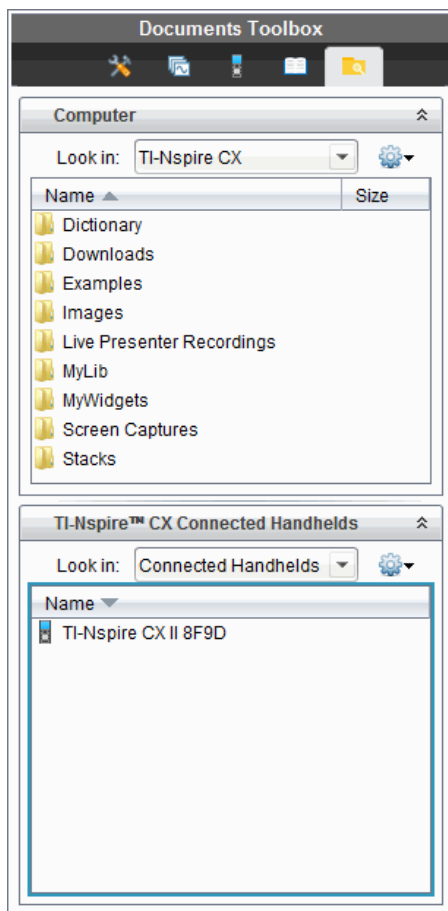 Documents Toolbox
Computer
Look in: TI-Nspire CX
Name Size
Dictionary
Downloads
Examples
Images
Live Presenter Recordings
MyLib
MyWidgets
Screen Captures
Stacks
TI-Nspire™ CX Connected Handhelds
Look in: Connected Handhelds
Name
TI-Nspire CX II 8F9D